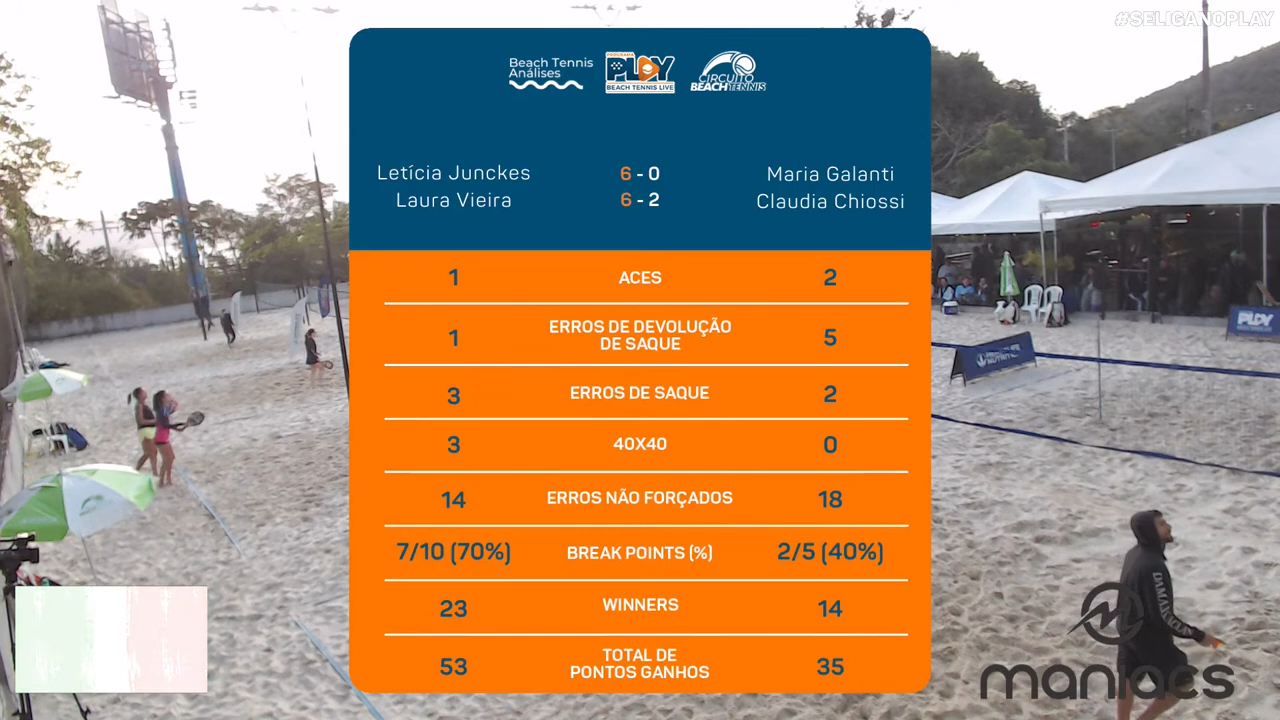 #SELIGANOPLAY
Beach Tennis
Análises
PROGRAMA
PLAY
BEACH TENNIS LIVE
CIRCUITO
BEACH TENNIS
Letícia Junckes 6 - 0 Maria Galanti
Laura Vieira 6 - 2 Claudia Chiossi
1 ACES 2
1 ERROS DE DEVOLUÇÃO DE SAQUE 5
3 ERROS DE SAQUE 2
3 40X40 0
14 ERROS NÃO FORÇADOS 18
7/10 (70%) BREAK POINTS (%) 2/5 (40%)
23 WINNERS 14
53 TOTAL DE PONTOS GANHOS 35
PLAY
maniacs